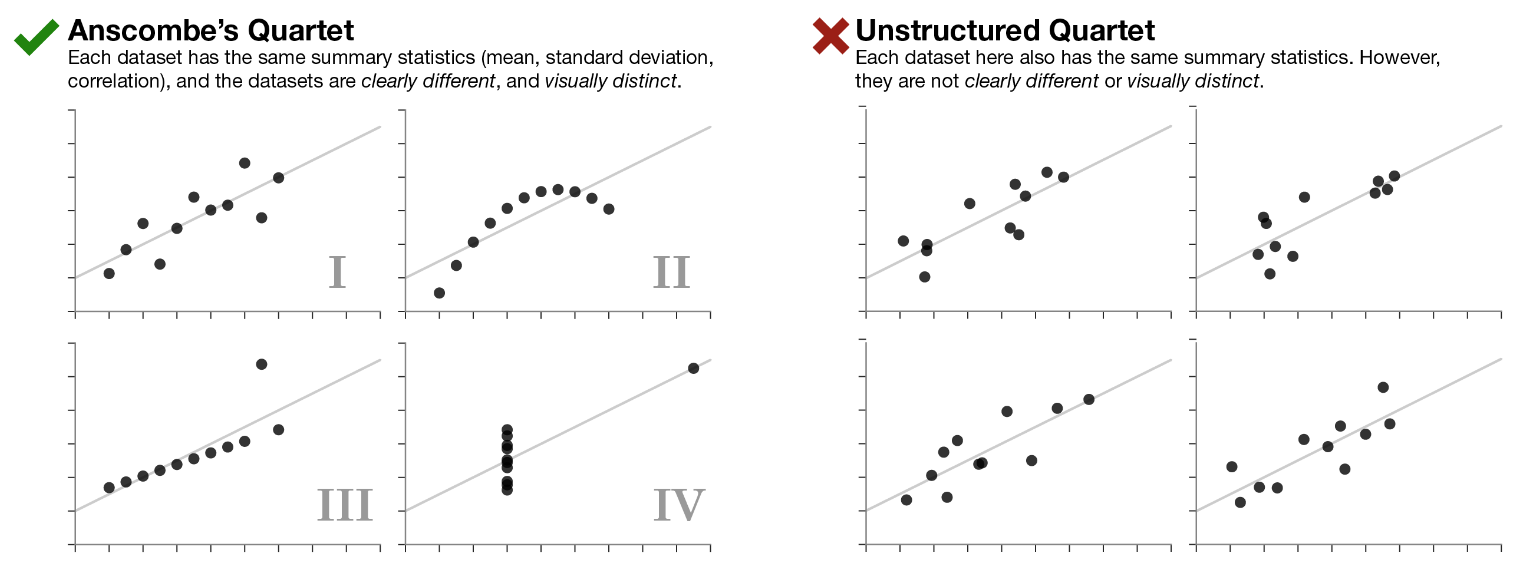 Anscombe’s Quartet
Each dataset has the same summary statistics (mean, standard deviation,
correlation), and the datasets are clearly different, and visually distinct.
I
II
III
IV
Unstructured Quartet
Each dataset here also has the same summary statistics. However,
they are not clearly different or visually distinct.